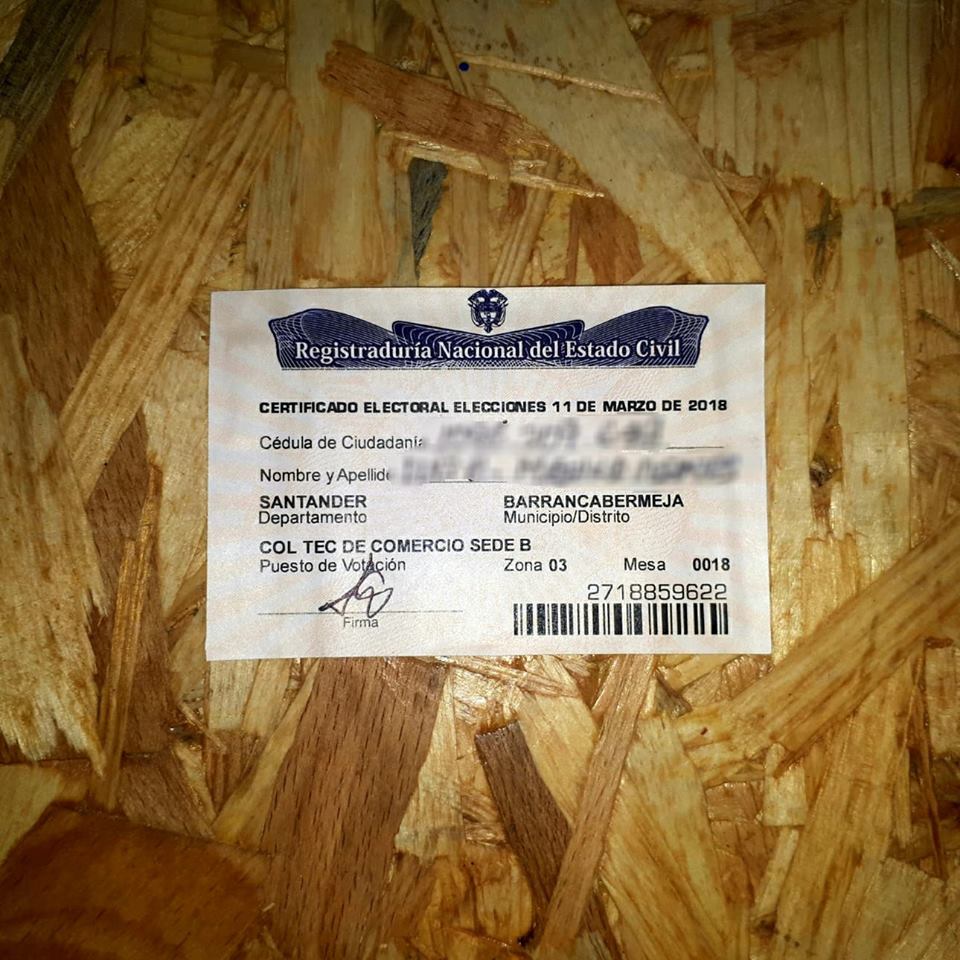 Registraduría Nacional del Estado Civil
CERTIFICADO ELECTORAL ELECCIONES 11 DE MARZO DE 2018
Cédula de Ciudadanía
Nombre y Apellido
SANTANDER BARRANCABERMEJA
Departamento Municipio/Distrito
COL TEC DE COMERCIO SEDE B
Puesto de Votación Zona 03 Mesa 0018
2718859622
Firma